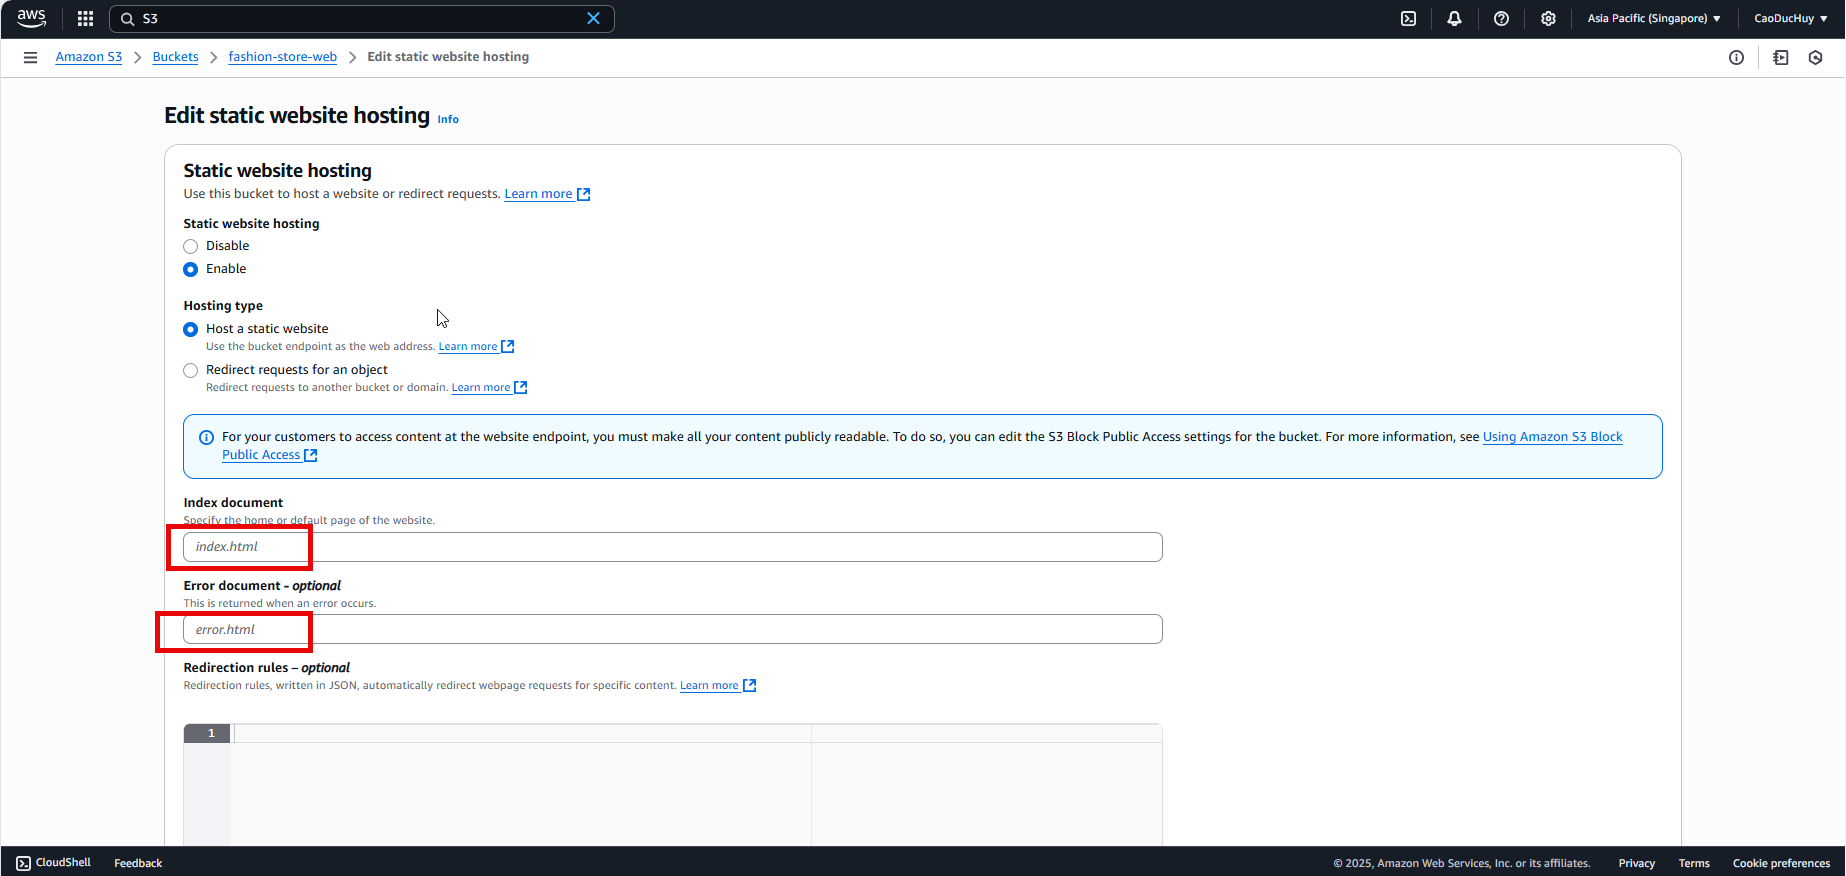 aws
S3
Asia Pacific (Singapore)
CaoDucHuy
Amazon S3 > Buckets > fashion-store-web > Edit static website hosting
Edit static website hosting Info
Static website hosting
Use this bucket to host a website or redirect requests. Learn more
Static website hosting
Disable
Enable
Hosting type
Host a static website
Use the bucket endpoint as the web address. Learn more
Redirect requests for an object
Redirect requests to another bucket or domain. Learn more
For your customers to access content at the website endpoint, you must make all your content publicly readable. To do so, you can edit the S3 Block Public Access settings for the bucket. For more information, see Using Amazon S3 Block
Public Access
Index document
Specify the home or default page of the website.
index.html
Error document - optional
This is returned when an error occurs.
error.html
Redirection rules – optional
Redirection rules, written in JSON, automatically redirect webpage requests for specific content. Learn more
1
CloudShell Feedback © 2025, Amazon Web Services, Inc. or its affiliates. Privacy Terms Cookie preferences